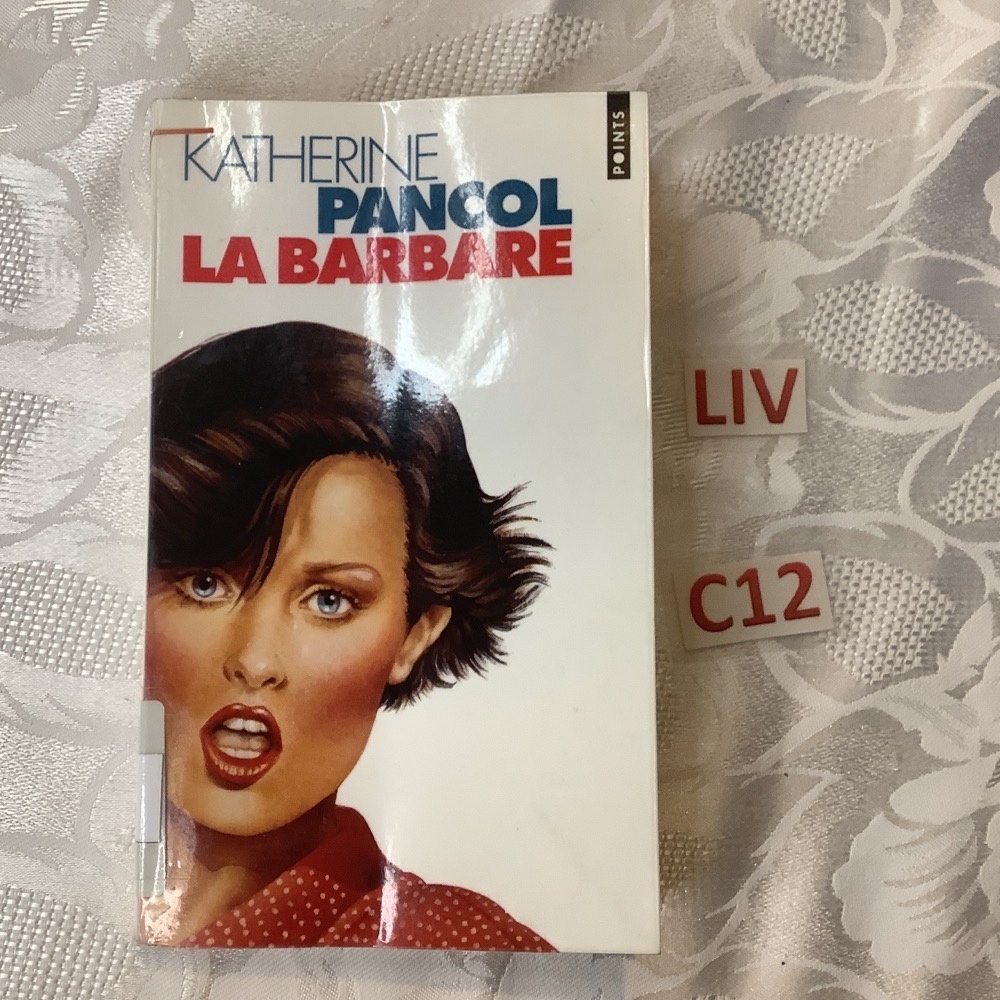 POINTS
KATHERINE
PANCOL
LA BARBARE
LIV
C12